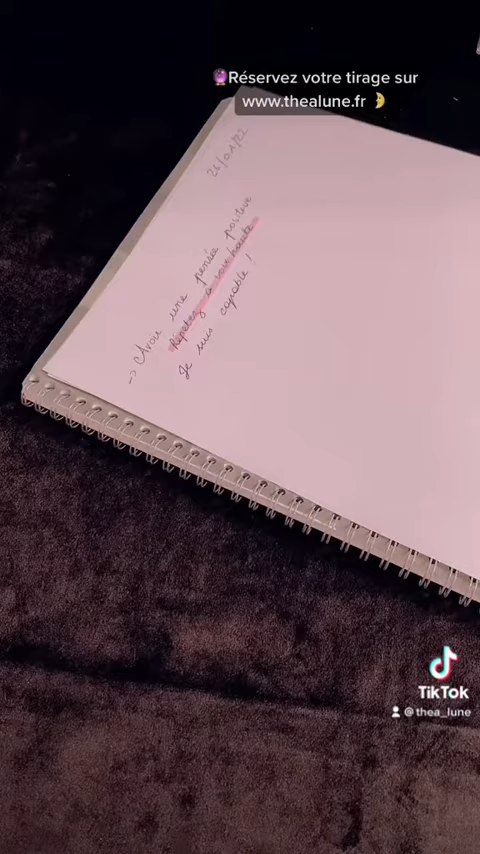 🔮Réservez votre tirage sur
www.thealune.fr 🌛
26/01/22
-> Avoir une pensée positive
Répetez à voix haute
Je suis capable !
TikTok
@thea_lune